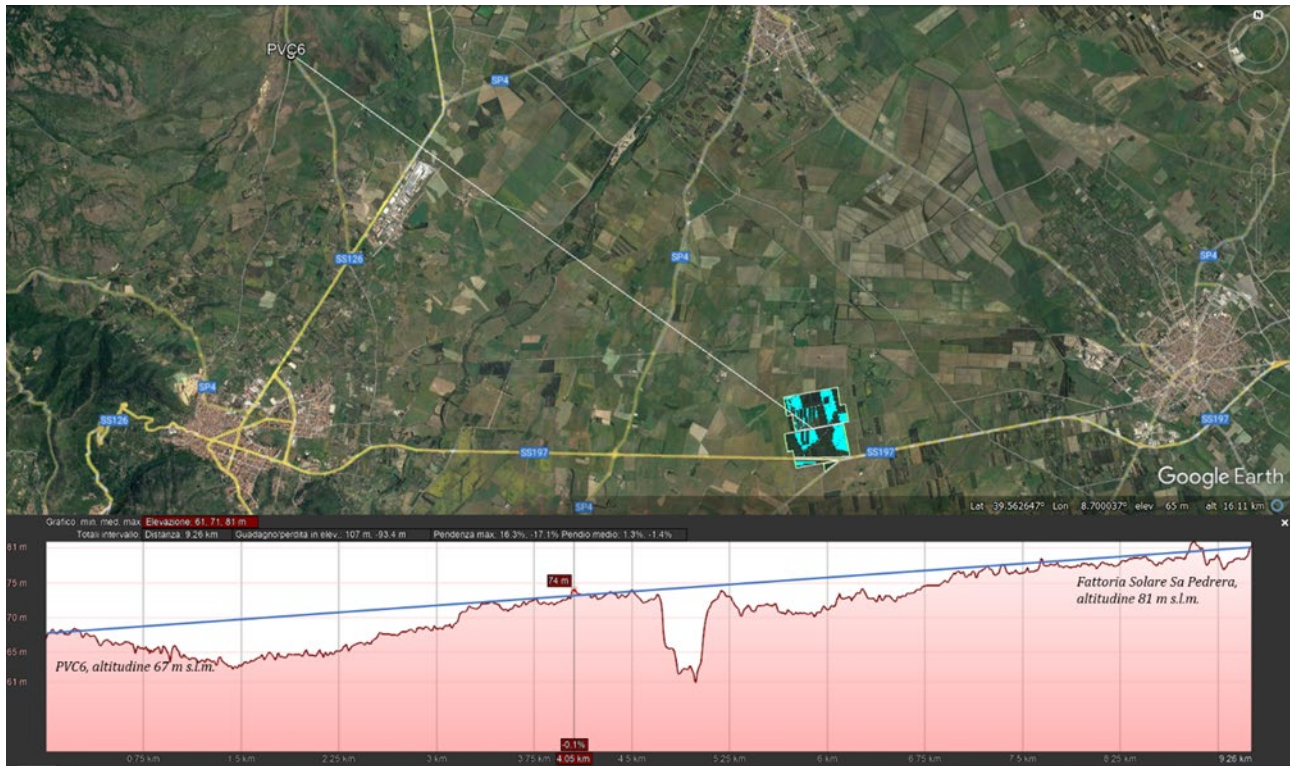 N
PVC6
SP4
SS126
SP4
SP4
SP4
SS126
SS197
SS197
SS197
SP4
Google Earth
Lat 39.562647° Lon 8.700037° elev 65 m alt 16.11 km
Grafico: min. med. max Elevazione: 61, 71, 81 m
Totali intervallo: Distanza: 9.26 km Guadagno/perdita in elev.: 107 m, -93.4 m Pendenza max. 16.3%, -17.1% Pendio medio: 1.3%, -1.4%
81 m
75 m
70 m
65 m
61 m
74 m
Fattoria Solare Sa Pedrera,
altitudine 81 m s.l.m.
PVC6, altitudine 67 m s.l.m.
-0.1%
0.75 km 1.5 km 2.25 km 3 km 3.75 km 4.05 km 4.5 km 5.25 km 6 km 6.75 km 7.5 km 8.25 km 9.26 km